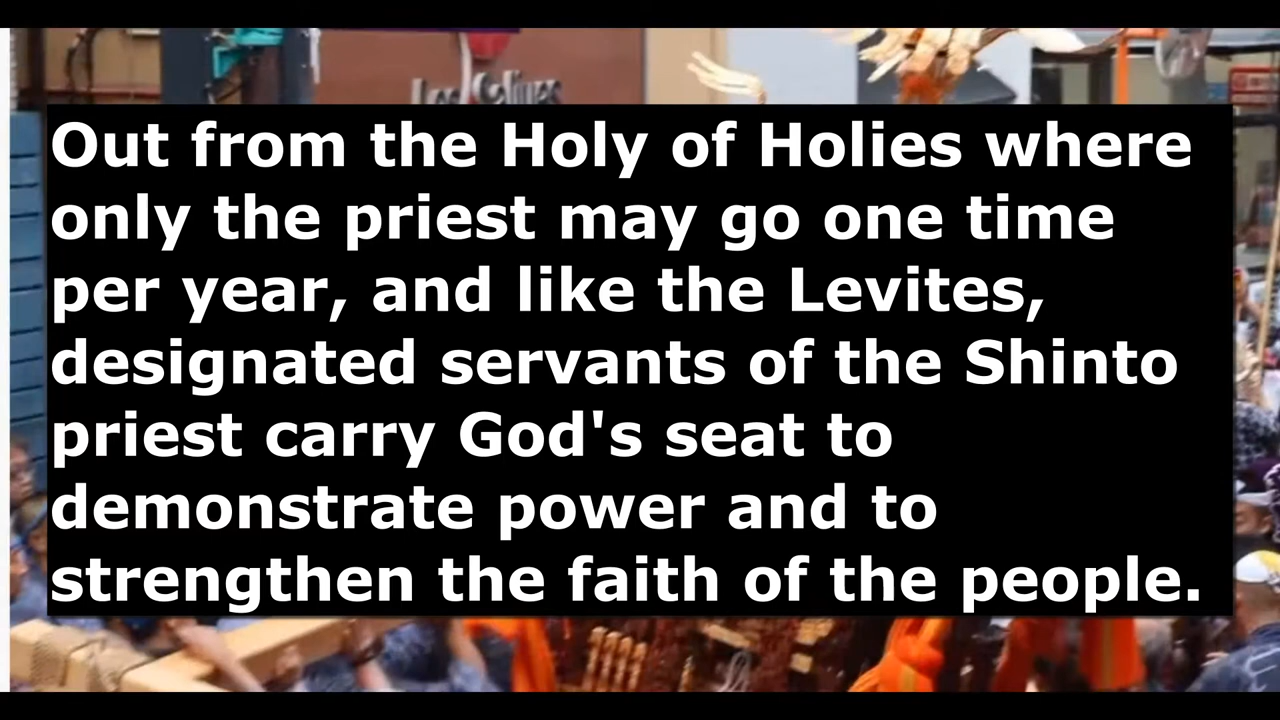 Out from the Holy of Holies where
only the priest may go one time
per year, and like the Levites,
designated servants of the Shinto
priest carry God's seat to
demonstrate power and to
strengthen the faith of the people.